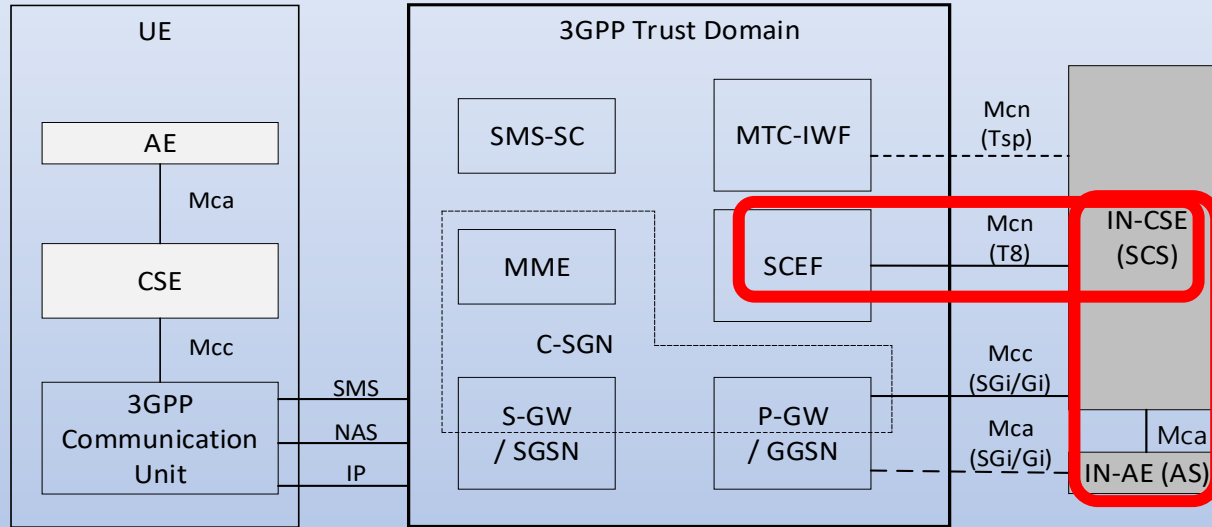 UE
AE
Mca
CSE
Mcc
3GPP
Communication
Unit
SMS
NAS
IP
3GPP Trust Domain
SMS-SC
MTC-IWF
MME
SCEF
C-SGN
S-GW
/ SGSN
P-GW
/ GGSN
Mcn
(Tsp)
Mcn
(T8)
Mcc
(SGi/Gi)
Mca
(SGi/Gi)
IN-CSE
(SCS)
Mca
IN-AE (AS)